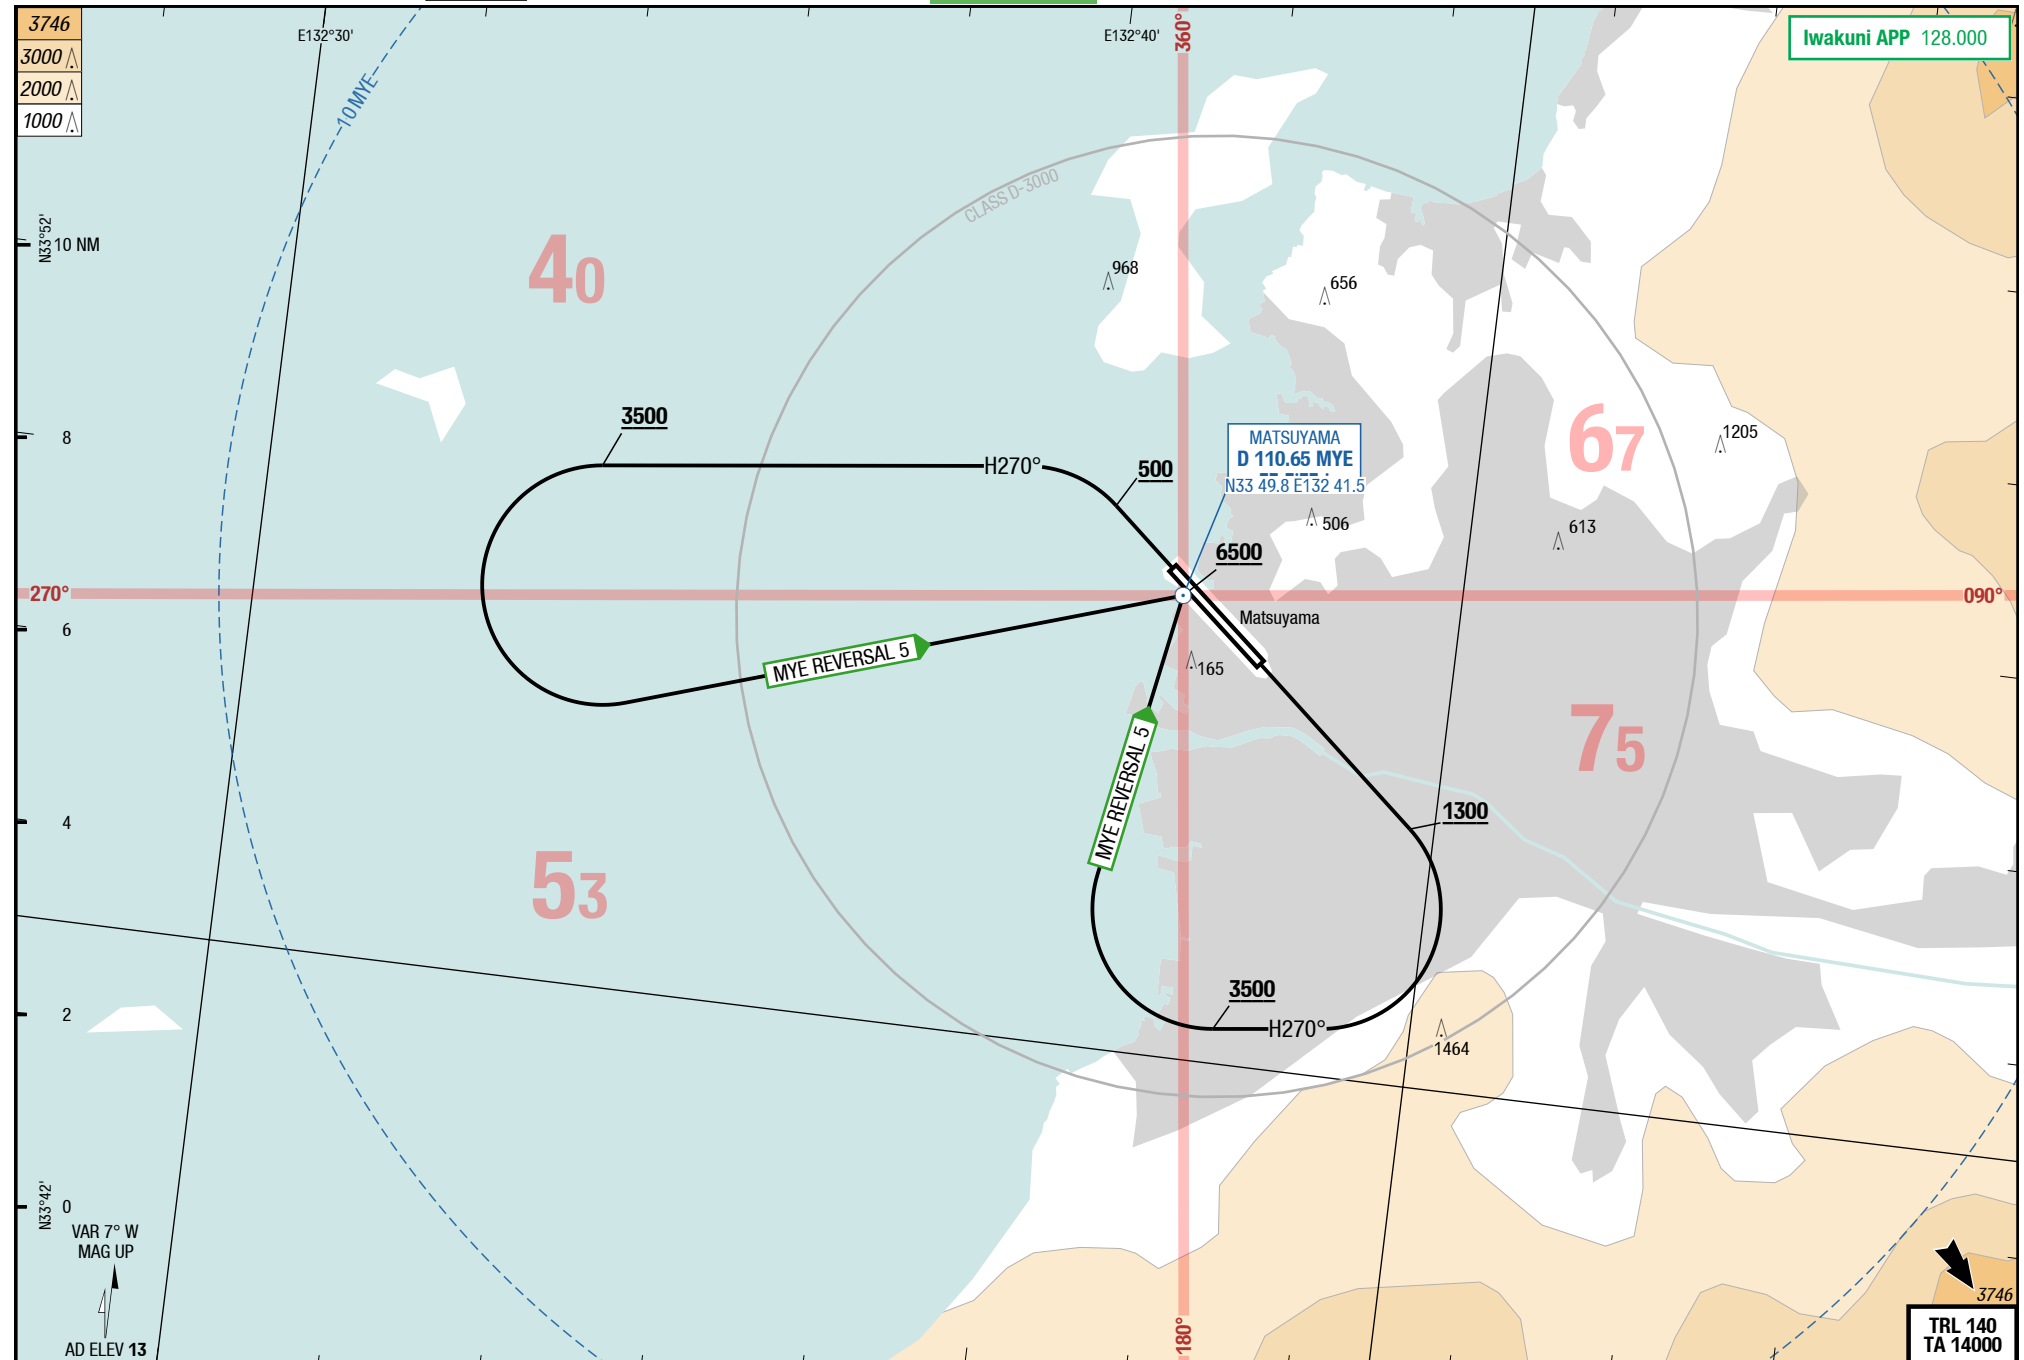 3746
3000
2000
1000
E132°30'
E132°40'
360°
Iwakuni APP 128.000
10 MYE
CLASS D-3000
N33°52'
10 NM
40
968
656
3500
H270°
500
MATSUYAMA
D 110.65 MYE
N33 49.8 E132 41.5
67
1205
8
506
613
6500
270°
090°
6
Matsuyama
MYE REVERSAL 5
165
MYE REVERSAL 5
75
4
1300
53
3500
H270°
2
1464
N33°42'
0
VAR 7° W
MAG UP
AD ELEV 13
180°
3746
TRL 140
TA 14000